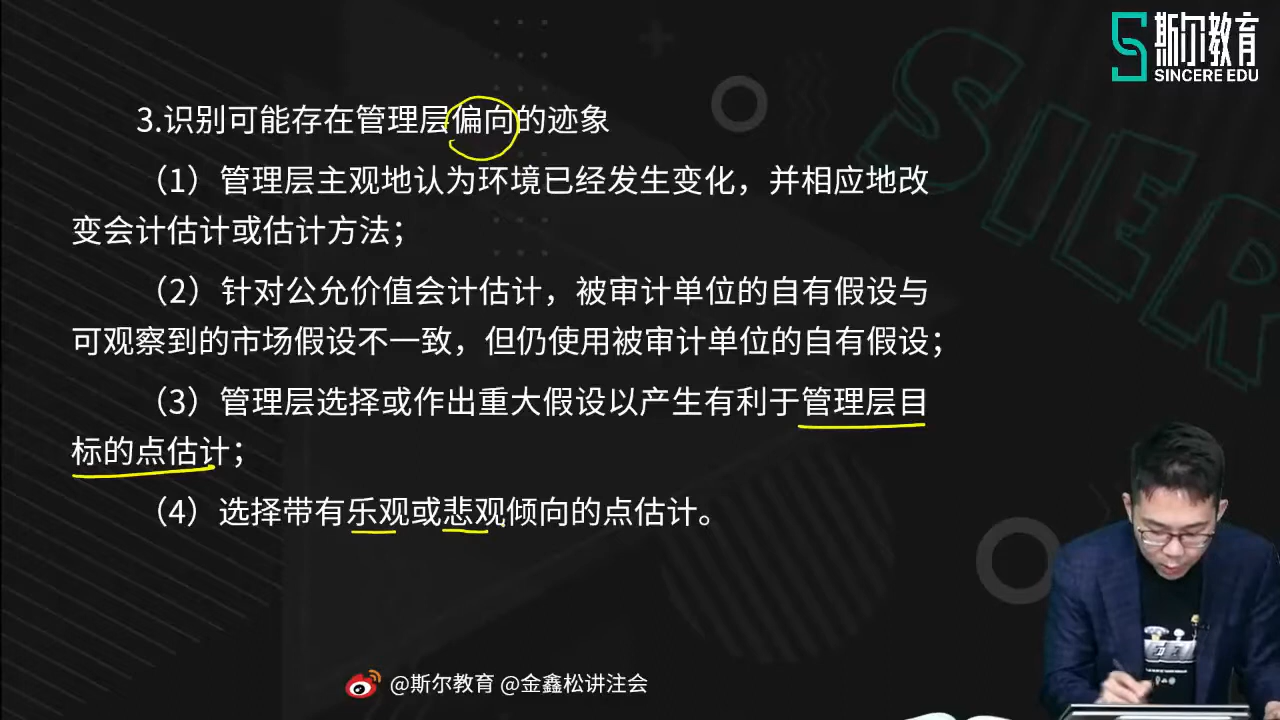 斯尔教育
SINCERE EDU
3.识别可能存在管理层偏向的迹象
（1）管理层主观地认为环境已经发生变化，并相应地改
变会计估计或估计方法；
（2）针对公允价值会计估计，被审计单位的自有假设与
可观察到的市场假设不一致，但仍使用被审计单位的自有假设；
（3）管理层选择或作出重大假设以产生有利于管理层目
标的点估计；
（4）选择带有乐观或悲观倾向的点估计。
@斯尔教育 @金鑫松讲注会